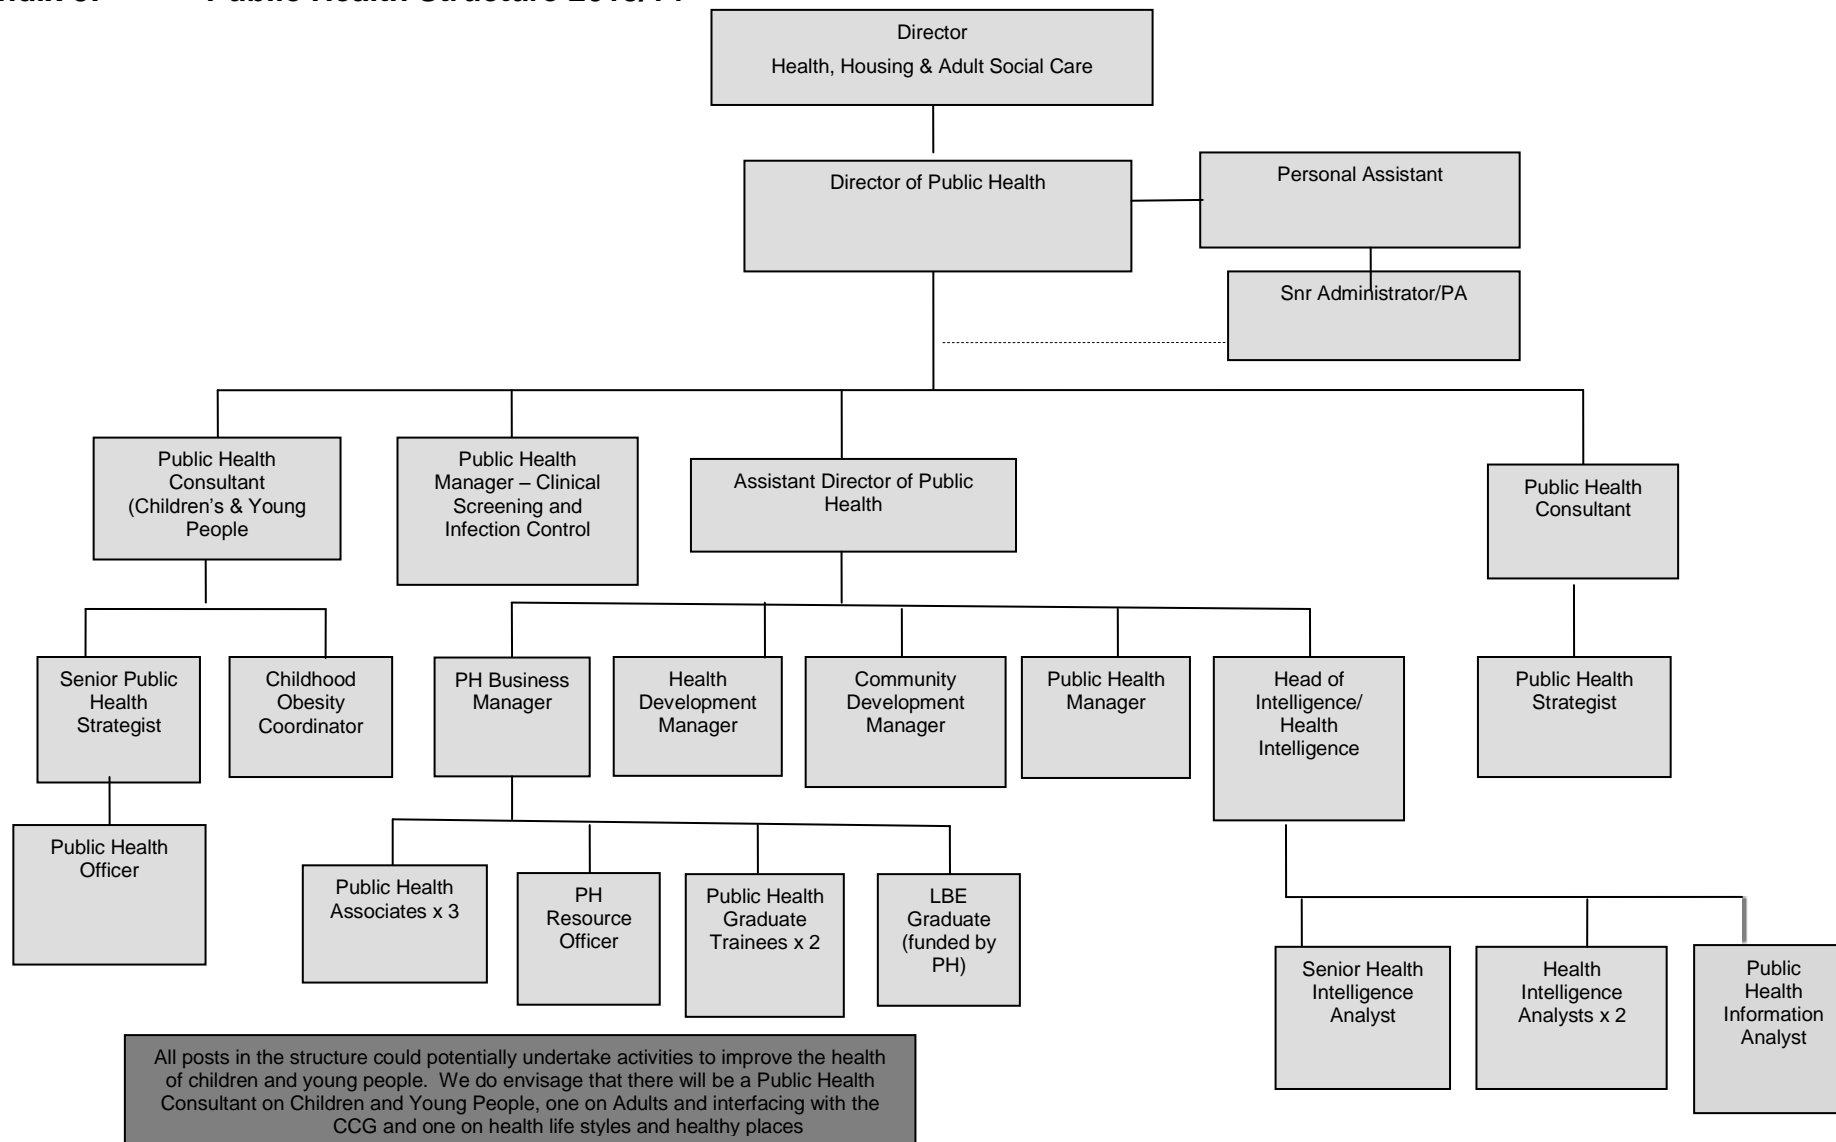 Public Health Structure
Director
Health, Housing & Adult Social Care
Director of Public Health
Personal Assistant
Snr Administrator/PA
Public Health
Consultant
(Children's & Young
People
Public Health
Manager – Clinical
Screening and
Infection Control
Assistant Director of Public
Health
Public Health
Consultant
Senior Public
Health
Strategist
Childhood
Obesity
Coordinator
PH Business
Manager
Health
Development
Manager
Community
Development
Manager
Public Health
Manager
Head of
Intelligence/
Health
Intelligence
Public Health
Strategist
Public Health
Officer
Public Health
Associates x 3
PH
Resource
Officer
Public Health
Graduate
Trainees x 2
LBE
Graduate
(funded by
PH)
Senior Health
Intelligence
Analyst
Health
Intelligence
Analysts x 2
Public
Health
Information
Analyst
All posts in the structure could potentially undertake activities to improve the health
of children and young people.  We do envisage that there will be a Public Health
Consultant on Children and Young People, one on Adults and interfacing with the
CCG and one on health life styles and healthy places